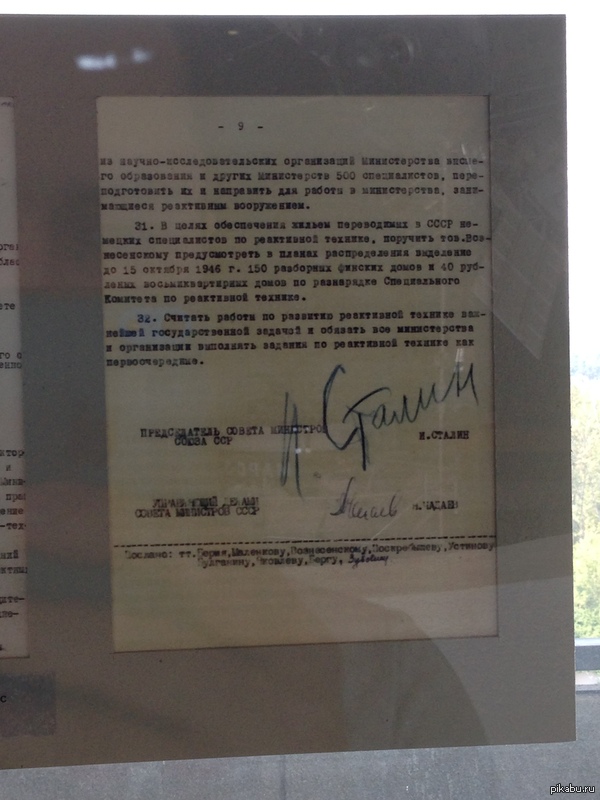 - 9 -
из научно-исследовательских организаций Министерства высше-
го образования и других Министерств 500 специалистов, пере-
подготовить их и направить для работы в министерства, зани-
мающиеся реактивным вооружением.
31. В целях обеспечения жильем переводимых в СССР не-
мецких специалистов по реактивной технике, поручить тов.Воз-
несенскому предусмотреть в планах распределения выделение
до 15 октября 1946 г. 150 разборных финских домов и 40 руб-
леных восьмиквартирных домов по разнарядке Специального
Комитета по реактивной технике.
32. Считать работы по развитию реактивной технике важ-
нейшей государственной задачей и обязать все министерства
и организации выполнять задания по реактивной технике как
первоочередные.
И. Сталин
ПРЕДСЕДАТЕЛЬ СОВЕТА МИНИСТРОВ
СОЮЗА ССР И.СТАЛИН
УПРАВЛЯЮЩИЙ ДЕЛАМИ
СОВЕТА МИНИСТРОВ СССР Я.ЧАДАЕВ
Послано: тт.Берия,Маленкову,Вознесенскому,Поскребышеву,Устинову
Булганину,Яковлеву,Бергу,
pikabu.ru